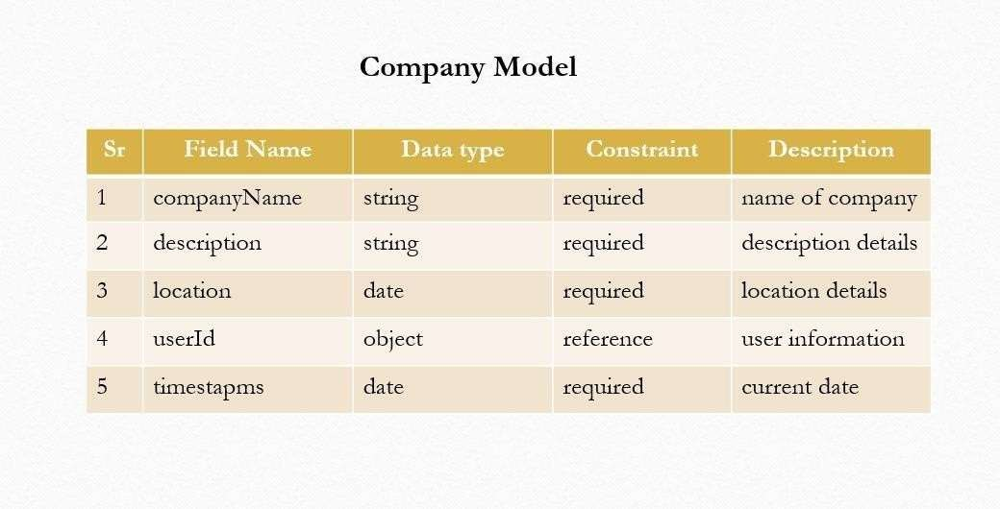 Company Model
Sr Field Name Data type Constraint Description
1 companyName string required name of company
2 description string required description details
3 location date required location details
4 userId object reference user information
5 timestapms date required current date